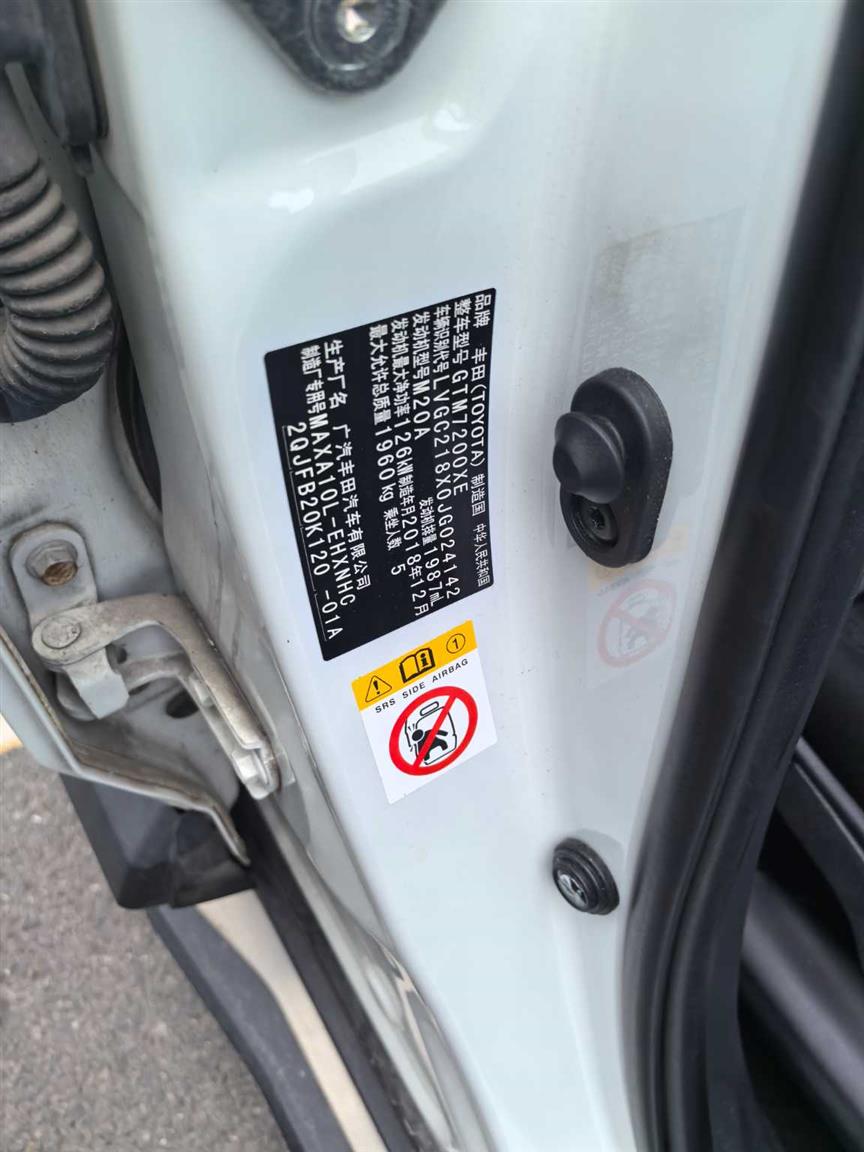 品牌 丰田(TOYOTA) 制造国 中华人民共和国
整车型号 GTM7200XE
车辆识别代号 LVGC218X0JG024142
发动机型号 M20A 发动机排量 1987mL
发动机最大净功率 126kW 制造年月 2018年12月
最大允许总质量 1960kg 乘坐人数 5
生产厂名 广汽丰田汽车有限公司
制造厂专用号 MAXA10L-EHXNHG
2QJFB20K120 -01A
1
SRS SIDE AIRBAG